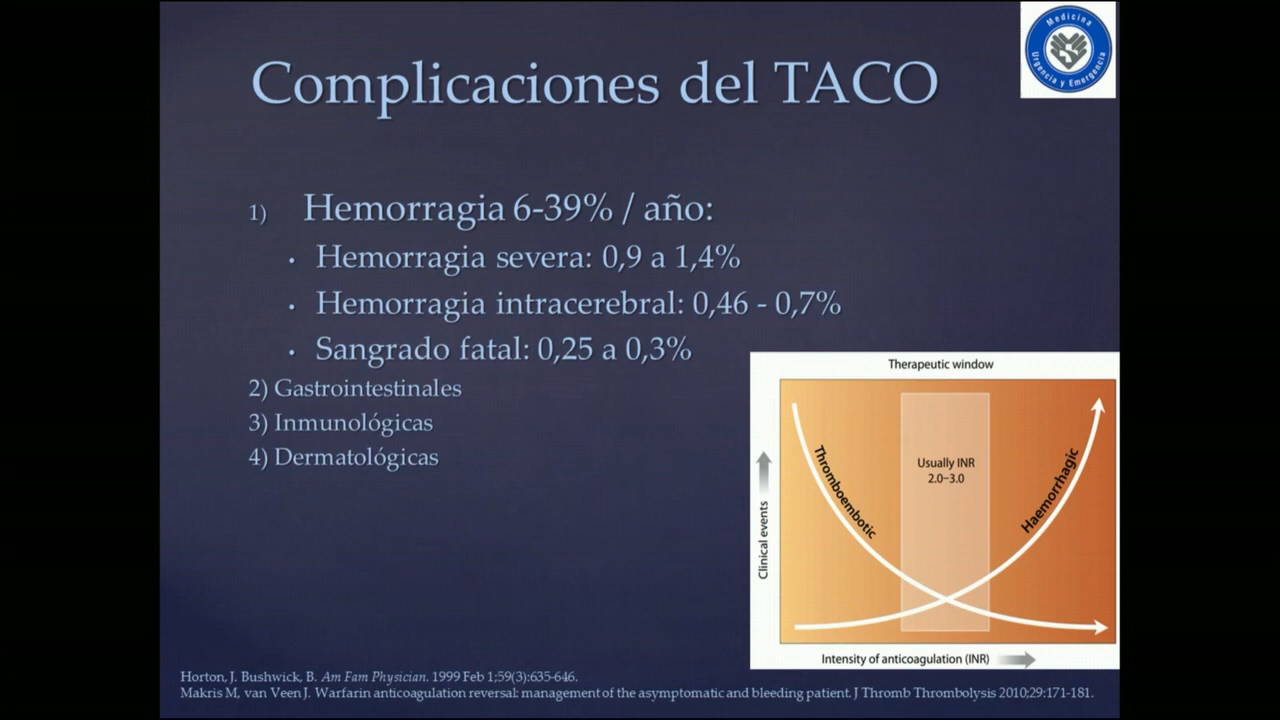 Complicaciones del TACO
Medicina
Urgencia y Emergencia
1) Hemorragia 6-39% / año:
• Hemorragia severa: 0,9 a 1,4%
• Hemorragia intracerebral: 0,46 - 0,7%
• Sangrado fatal: 0,25 a 0,3%
2) Gastrointestinales
3) Inmunológicas
4) Dermatológicas
Therapeutic window
Usually INR
2.0–3.0
Thromboembotic
Haemorrhagic
Clinical events
Intensity of anticoagulation (INR)
Horton, J. Bushwick, B. Am Fam Physician. 1999 Feb 1;59(3):635-646.
Makris M, van Veen J. Warfarin anticoagulation reversal: management of the asymptomatic and bleeding patient. J Thromb Thrombolysis 2010;29:171-181.